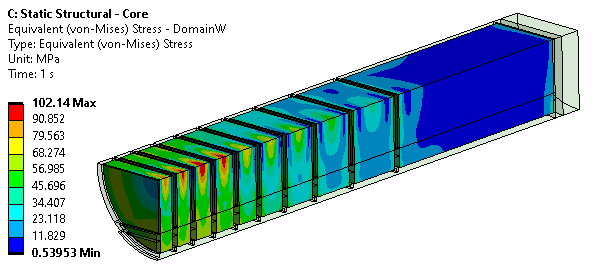 C: Static Structural - Core
Equivalent (von-Mises) Stress - DomainW
Type: Equivalent (von-Mises) Stress
Unit: MPa
Time: 1 s
102.14 Max
90.852
79.563
68.274
56.985
45.696
34.407
23.118
11.829
0.53953 Min